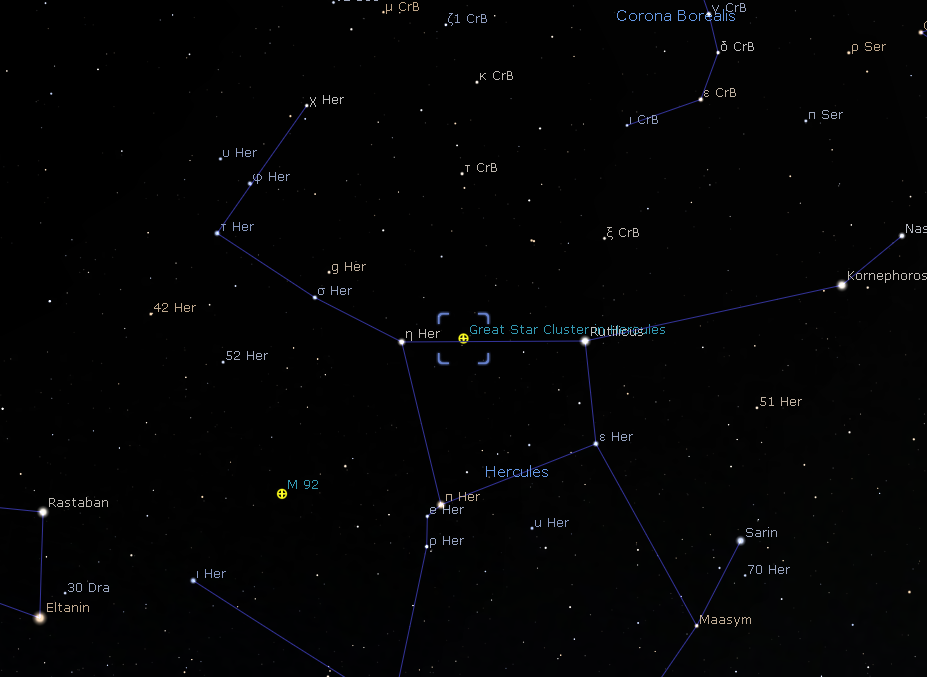 μ CrB
ζ1 CrB
Corona Borealis
γ CrB
δ CrB
ρ Ser
κ CrB
ε CrB
χ Her
ι CrB
π Ser
υ Her
τ CrB
φ Her
τ Her
ξ CrB
Nas
g Her
Kornephoros
σ Her
42 Her
Great Star Cluster in Hercules
η Her
Rutilicus
52 Her
51 Her
ε Her
Hercules
M 92
π Her
Rastaban
e Her
u Her
Sarin
ρ Her
ι Her
70 Her
30 Dra
Eltanin
Maasym